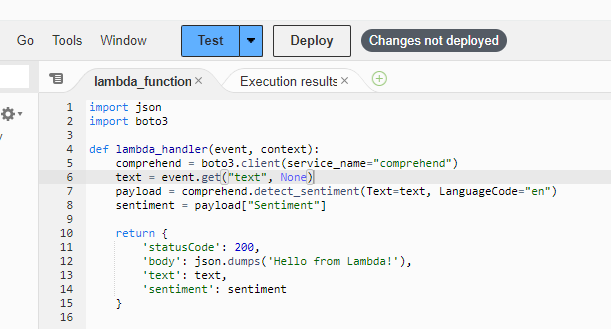 Go Tools Window Test Deploy Changes not deployed
lambda_function Execution results
1 import json
2 import boto3
3
4 def lambda_handler(event, context):
5     comprehend = boto3.client(service_name="comprehend")
6     text = event.get("text", None)
7     payload = comprehend.detect_sentiment(Text=text, LanguageCode="en")
8     sentiment = payload["Sentiment"]
9
10     return {
11         'statusCode': 200,
12         'body': json.dumps('Hello from Lambda!'),
13         'text': text,
14         'sentiment': sentiment
15     }
16